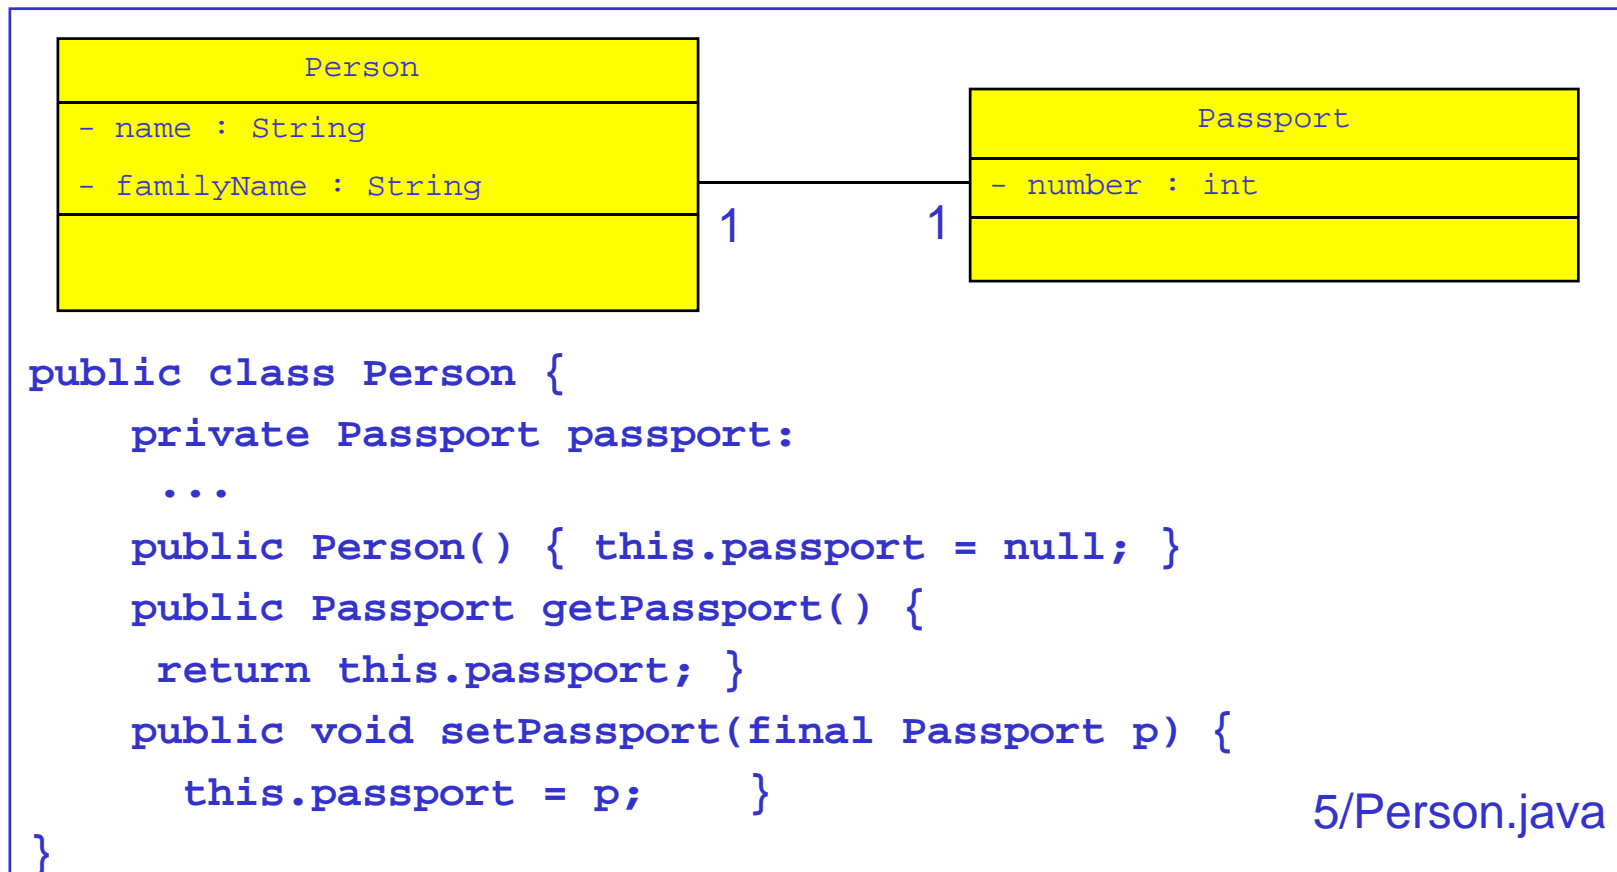 Person
- name : String
- familyName : String
1
1
Passport
- number : int
public class Person {
private Passport passport:
...
public Person() { this.passport = null; }
public Passport getPassport() {
return this.passport; }
public void setPassport(final Passport p) {
this.passport = p; }
}
5/Person.java